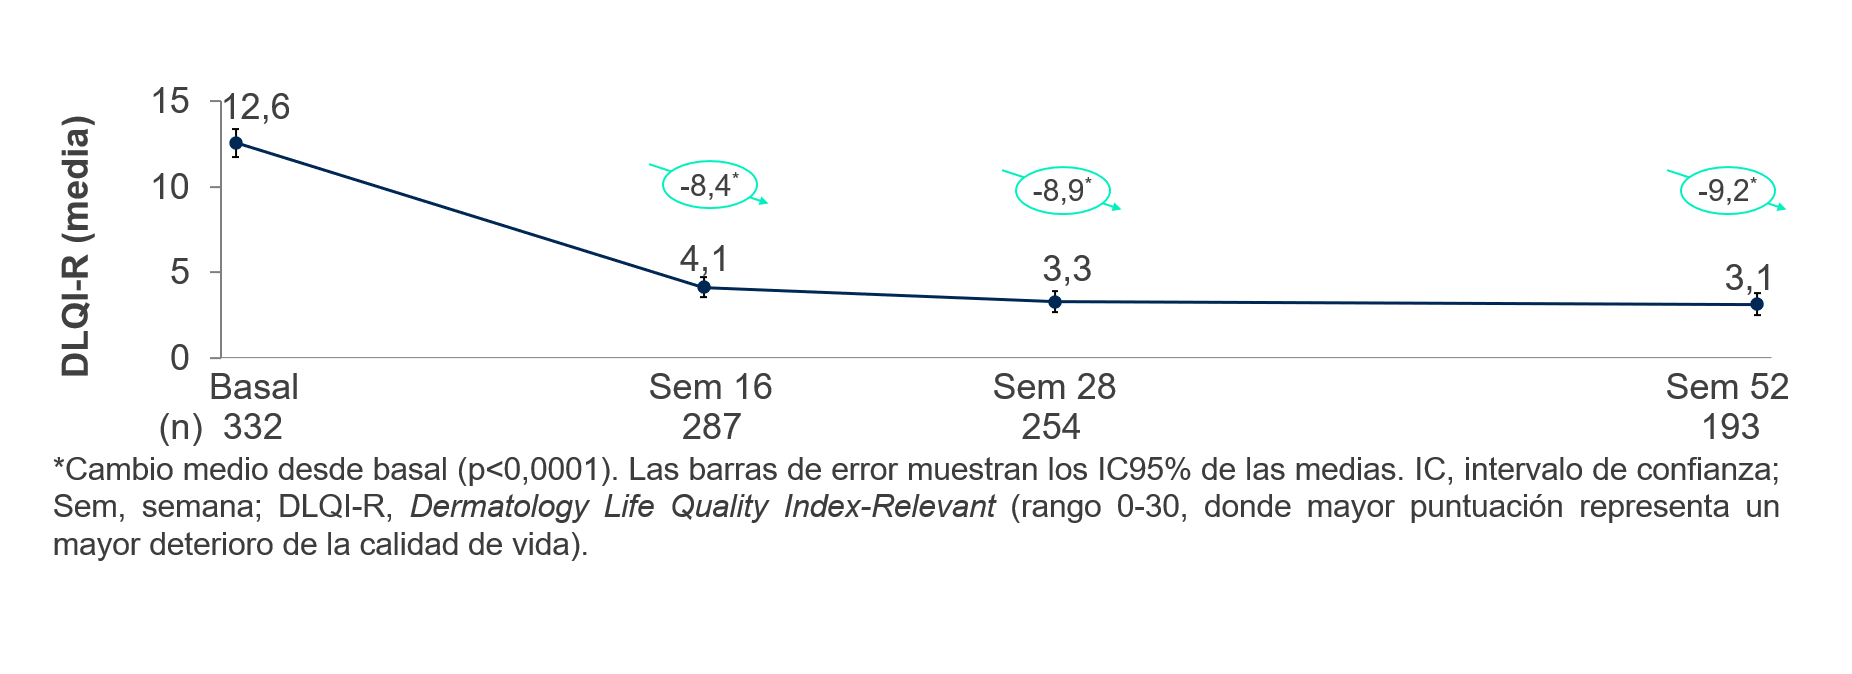 DLQI-R (media)
15
10
5
0
12,6
4,1
3,3
3,1
-8,4*
-8,9*
-9,2*
Basal Sem 16 Sem 28 Sem 52
(n) 332 287 254 193
*Cambio medio desde basal (p<0,0001). Las barras de error muestran los IC95% de las medias. IC, intervalo de confianza;
Sem, semana; DLQI-R, Dermatology Life Quality Index-Relevant (rango 0-30, donde mayor puntuación representa un
mayor deterioro de la calidad de vida).